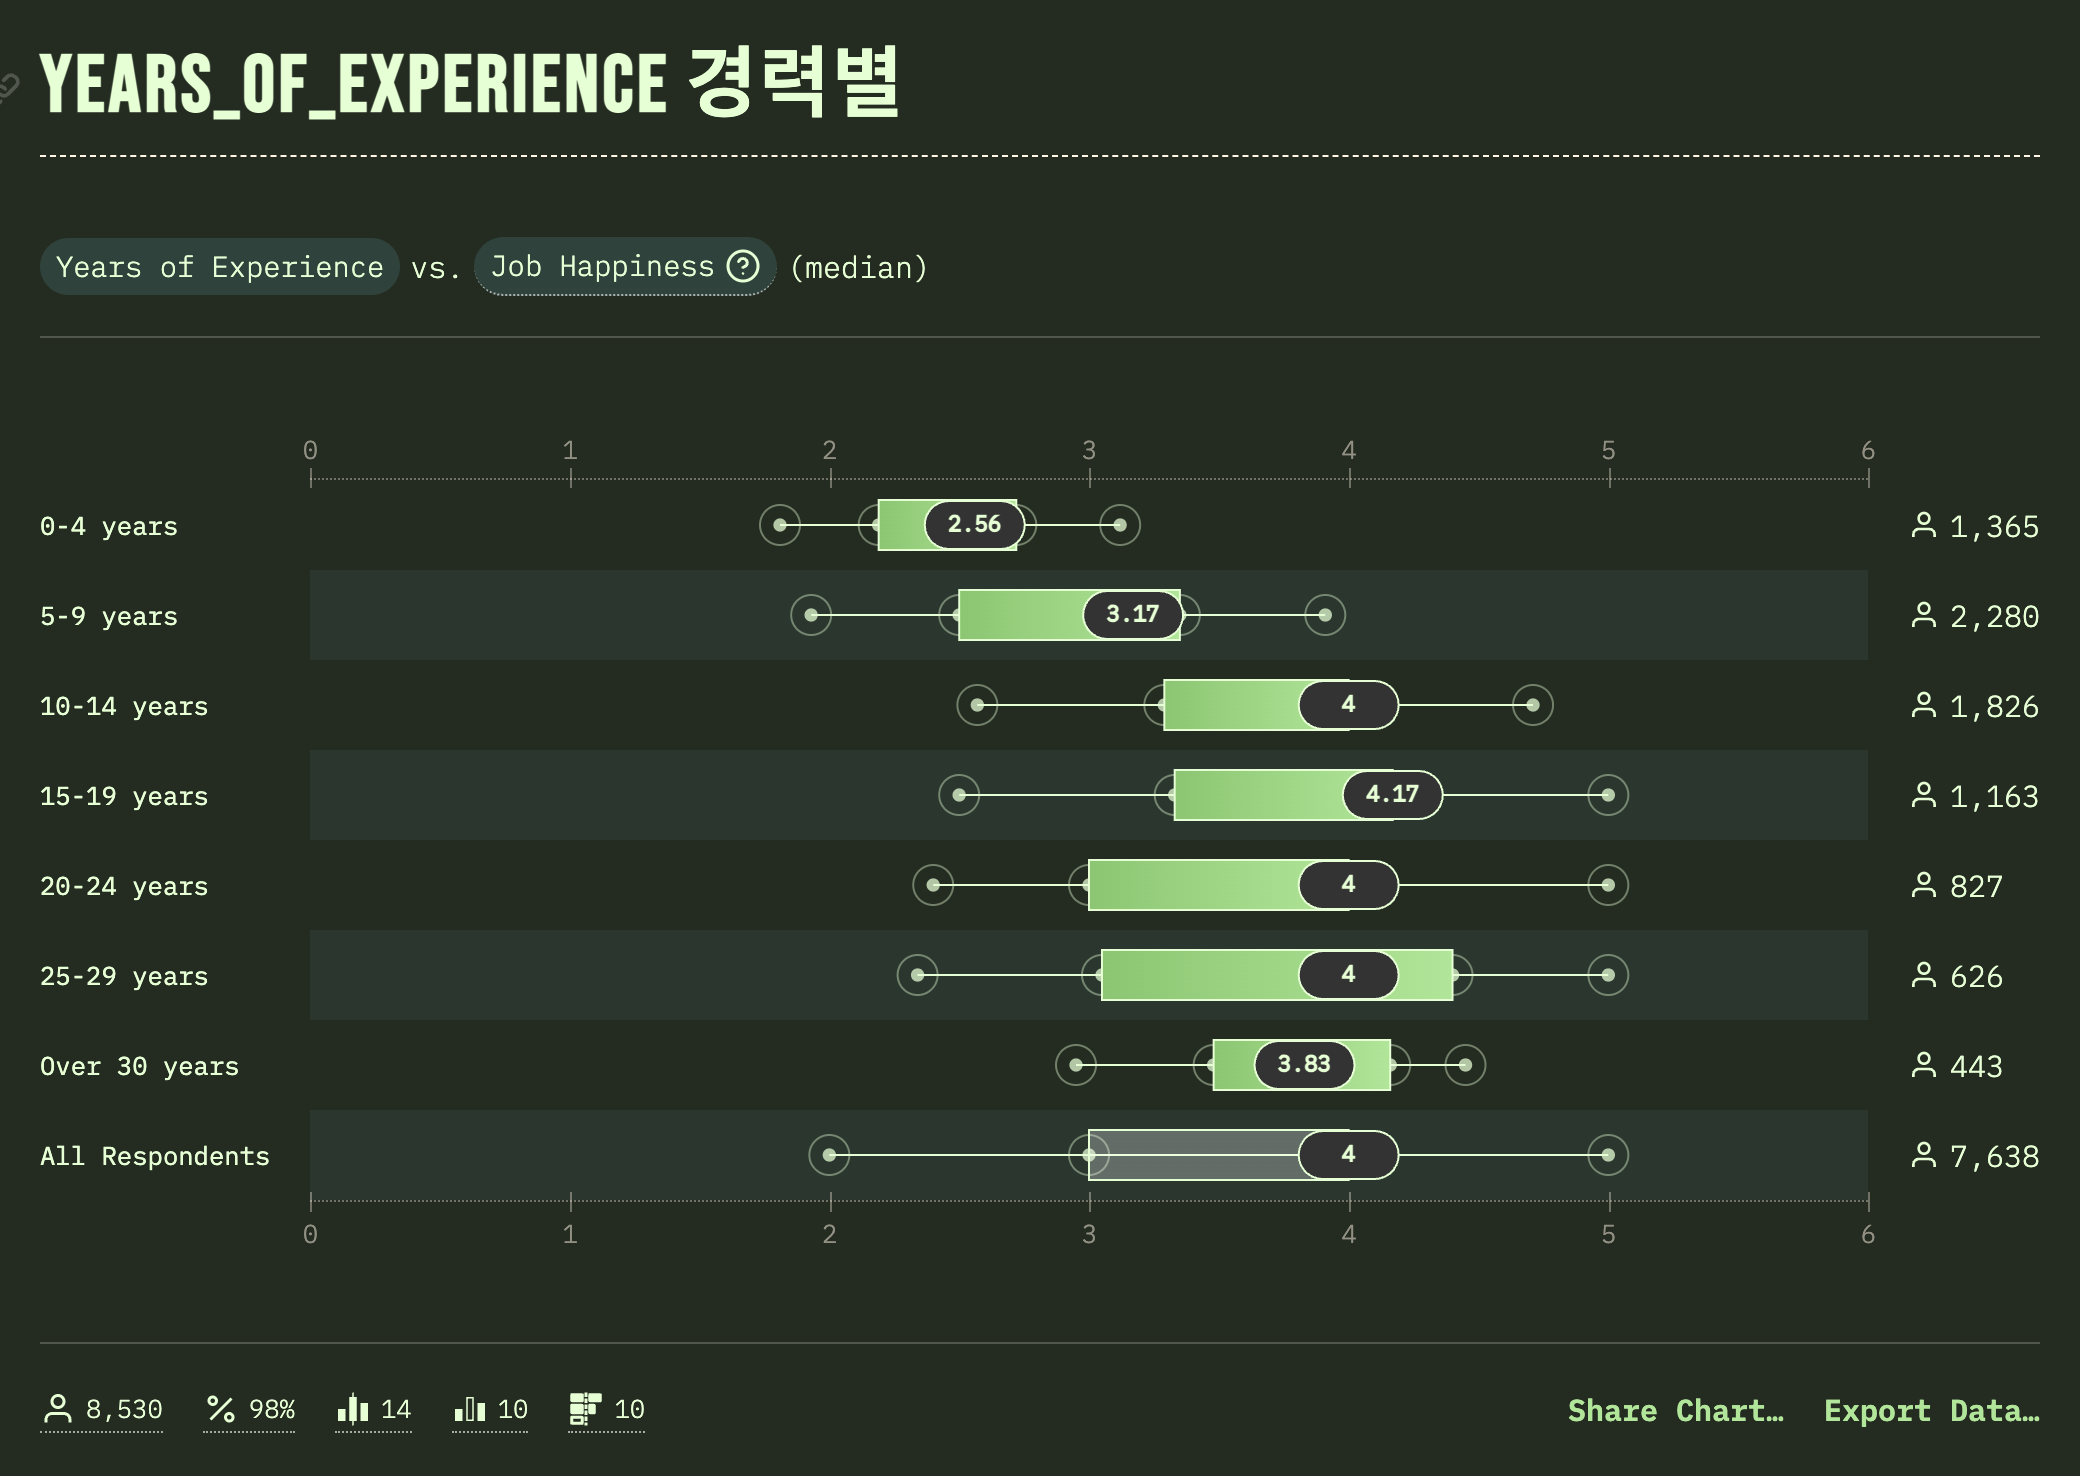 YEARS_OF_EXPERIENCE 경력별
Years of Experience vs. Job Happiness ? (median)
0 1 2 3 4 5 6
0-4 years 2.56 1,365
5-9 years 3.17 2,280
10-14 years 4 1,826
15-19 years 4.17 1,163
20-24 years 4 827
25-29 years 4 626
Over 30 years 3.83 443
All Respondents 4 7,638
0 1 2 3 4 5 6
8,530 % 98% 14 10 10 Share Chart… Export Data…